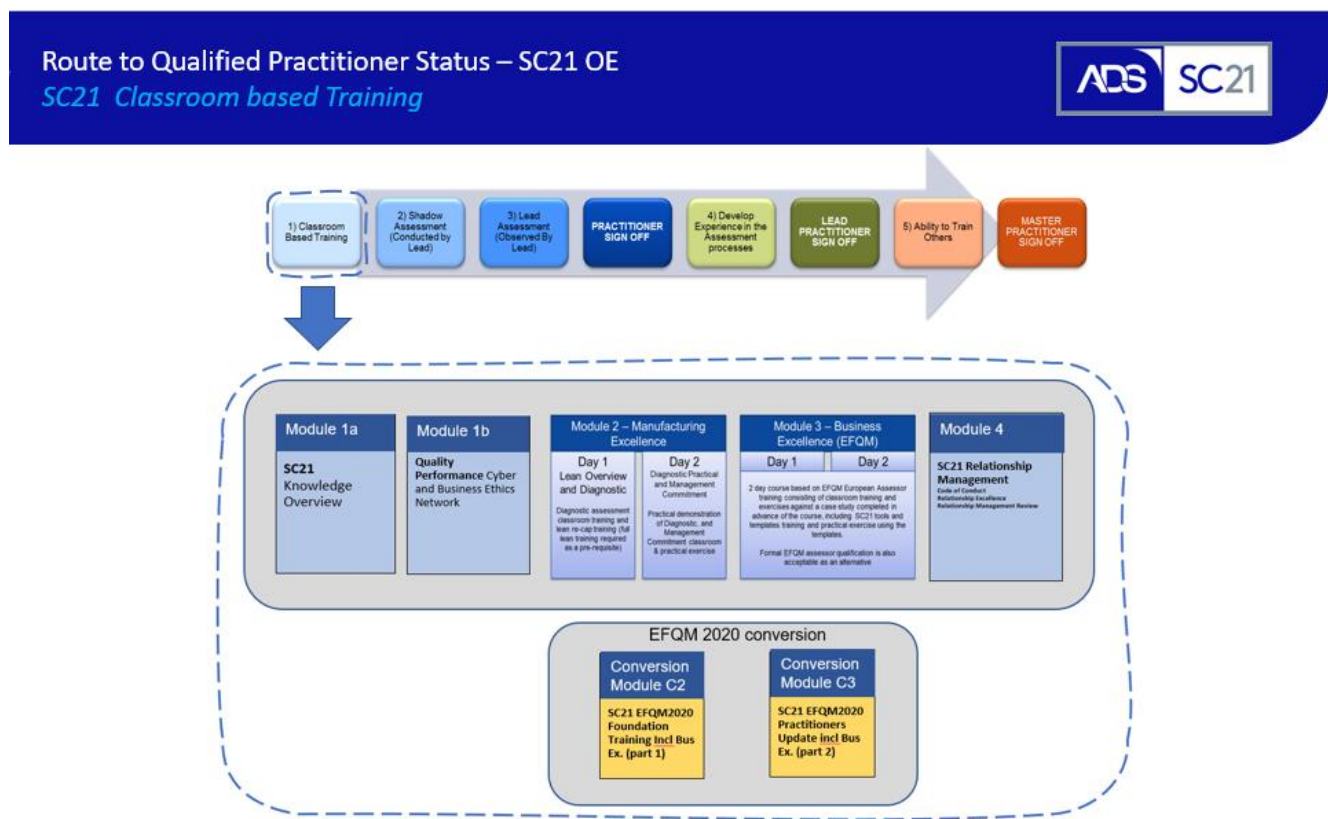 Route to Qualified Practitioner Status – SC21 OE
SC21 Classroom based Training
ADS SC21
1) Classroom
Based Training
2) Shadow
Assessment
(Conducted by
Lead)
3) Lead
Assessment
(Observed By
Lead)
PRACTITIONER
SIGN OFF
4) Develop
Experience in the
Assessment
processes
LEAD
PRACTITIONER
SIGN OFF
5) Ability to Train
Others
MASTER
PRACTITIONER
SIGN OFF
Module 1a
SC21
Knowledge
Overview
Module 1b
Quality
Performance Cyber
and Business Ethics
Network
Module 2 – Manufacturing
Excellence
Day 1
Lean Overview
and Diagnostic
Diagnostic assessment
classroom training and
lean re-cap training (full
lean training required
as a pre-requisite)
Day 2
Diagnostic Practical
and Management
Commitment
Practical demonstration
of Diagnostic, and
Management
Commitment classroom
& practical exercise
Module 3 – Business
Excellence (EFQM)
Day 1
Day 2
2 day course based on EFQM European Assessor
training consisting of classroom training and
exercises against a case study completed in
advance of the course, including SC21 tools and
templates training and practical exercise using the
templates.
Formal EFQM assessor qualification is also
acceptable as an alternative
Module 4
SC21 Relationship
Management
Code of Conduct
Relationship Excellence
Relationship Management Review
EFQM 2020 conversion
Conversion
Module C2
SC21 EFQM2020
Foundation
Training Incl Bus
Ex. (part 1)
Conversion
Module C3
SC21 EFQM2020
Practitioners
Update incl Bus
Ex. (part 2)